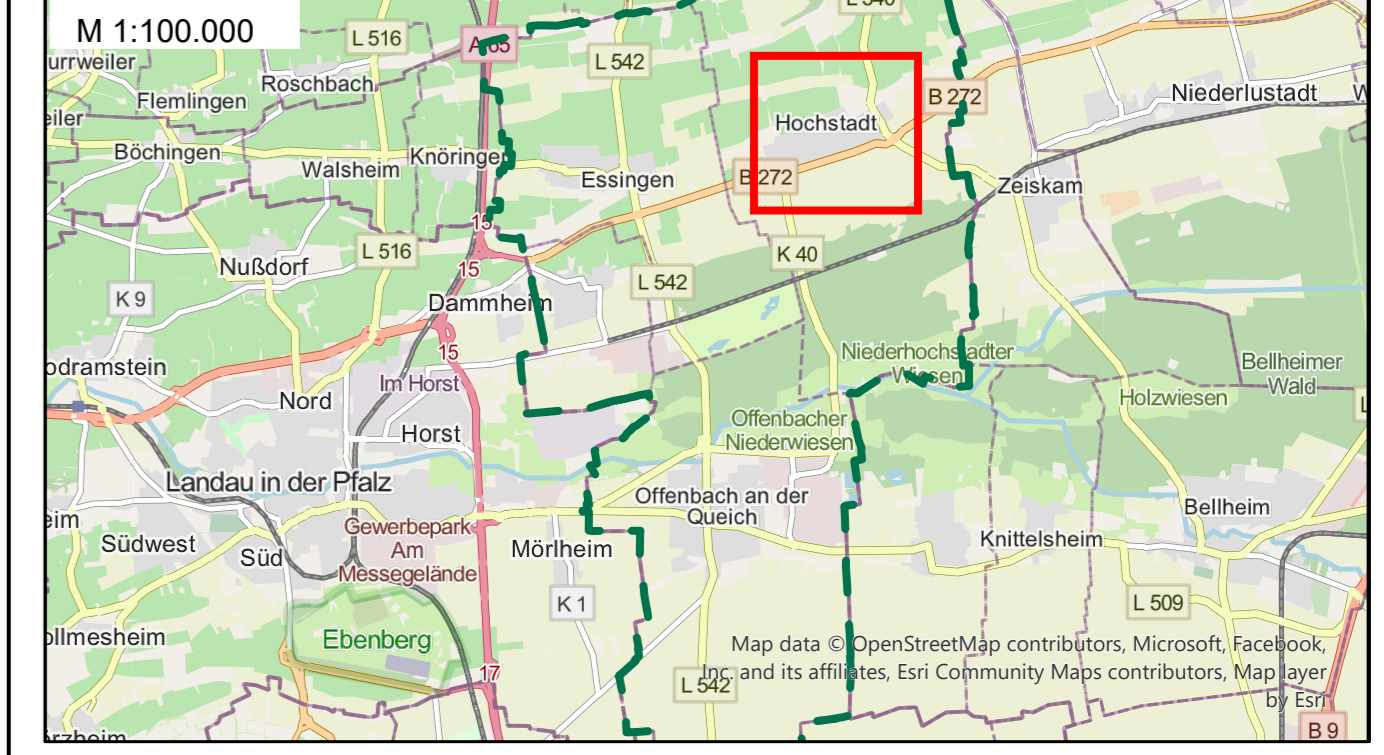 M 1:100.000
L 516
A 65
L 542
L 540
urrweiler
Roschbach
Flemlingen
eiler
B 272
Niederlustadt
Hochstadt
Böchingen
Walsheim
Knöringen
Essingen
B 272
Zeiskam
15
L 516
K 40
Nußdorf
15
L 542
K 9
Dammheim
15
odramstein
Im Horst
Niederhochstadter
Wiesen
Bellheimer
Wald
Nord
Holzwiesen
Horst
Offenbacher
Niederwiesen
Landau in der Pfalz
Offenbach an der
Queich
Bellheim
eim
Südwest
Süd
Gewerbepark
Am
Messegelände
Mörlheim
Knittelsheim
K 1
L 509
ollmesheim
Ebenberg
Map data © OpenStreetMap contributors, Microsoft, Facebook,
Inc. and its affiliates, Esri Community Maps contributors, Map layer
by Esri
17
L 542
B 9
rzheim